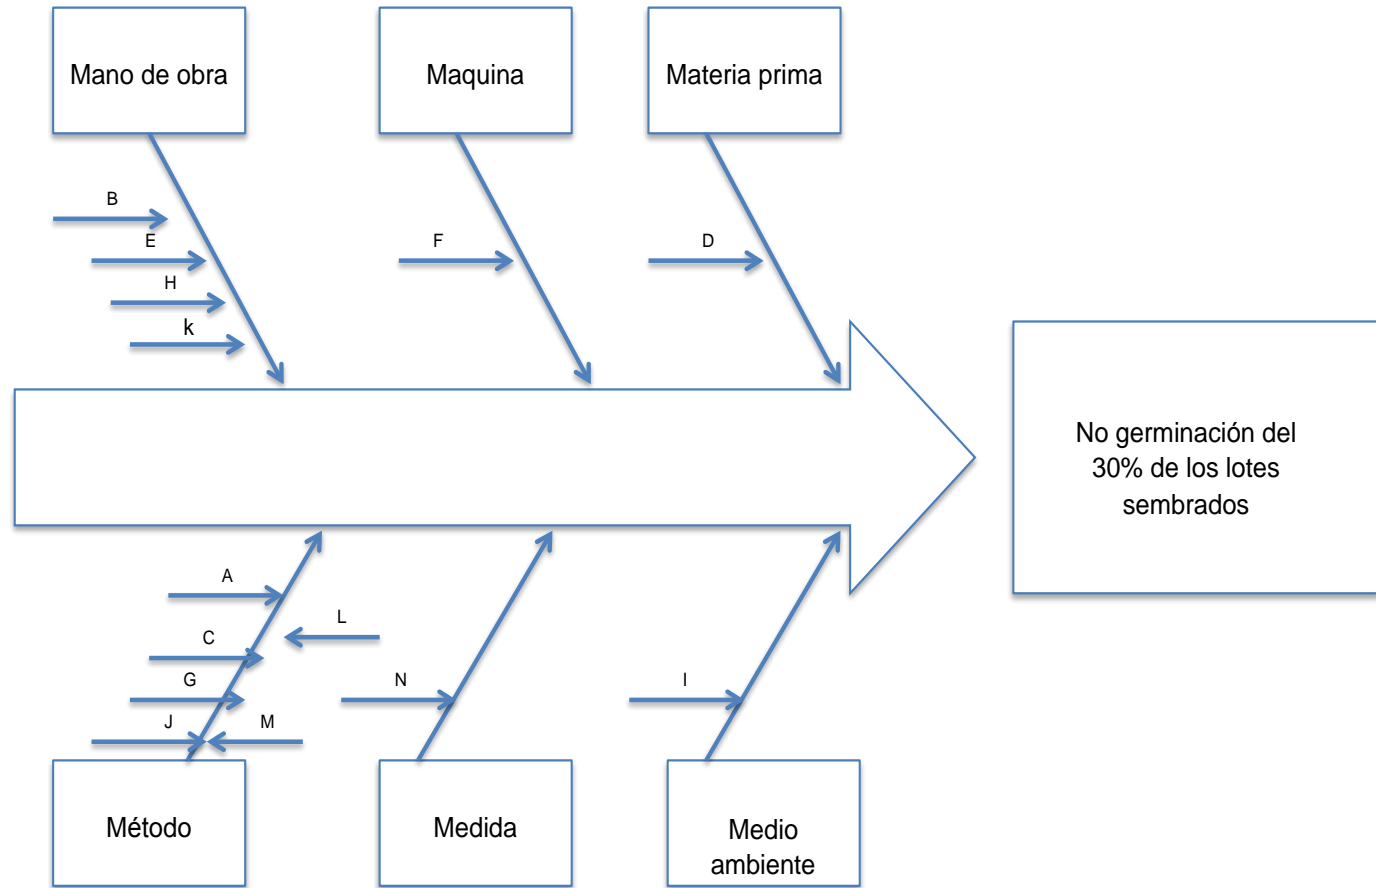 Mano de obra
Maquina
Materia prima
B
E
F
D
H
k
No germinación del
30% de los lotes
sembrados
A
L
C
G
N
I
J
M
Método
Medida
Medio
ambiente